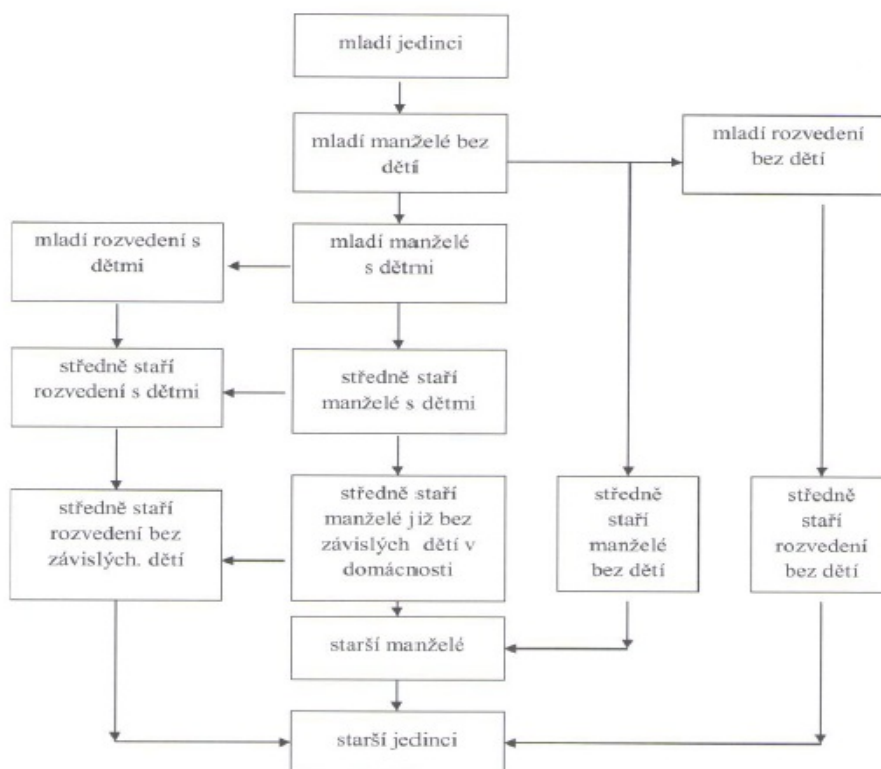 mladí jedinci
mladí manželé bez
dětí
mladí rozvedení
bez dětí
mladí rozvedení s
dětmi
mladí manželé
s dětmi
středně staří
rozvedení s dětmi
středně staří
manželé s dětmi
středně staří
rozvedení bez
závislých. dětí
středně staří
manželé již bez
závislých dětí v
domácnosti
středně
staří
manželé
bez dětí
středně
staří
rozvedení
bez dětí
starší manželé
starší jedinci